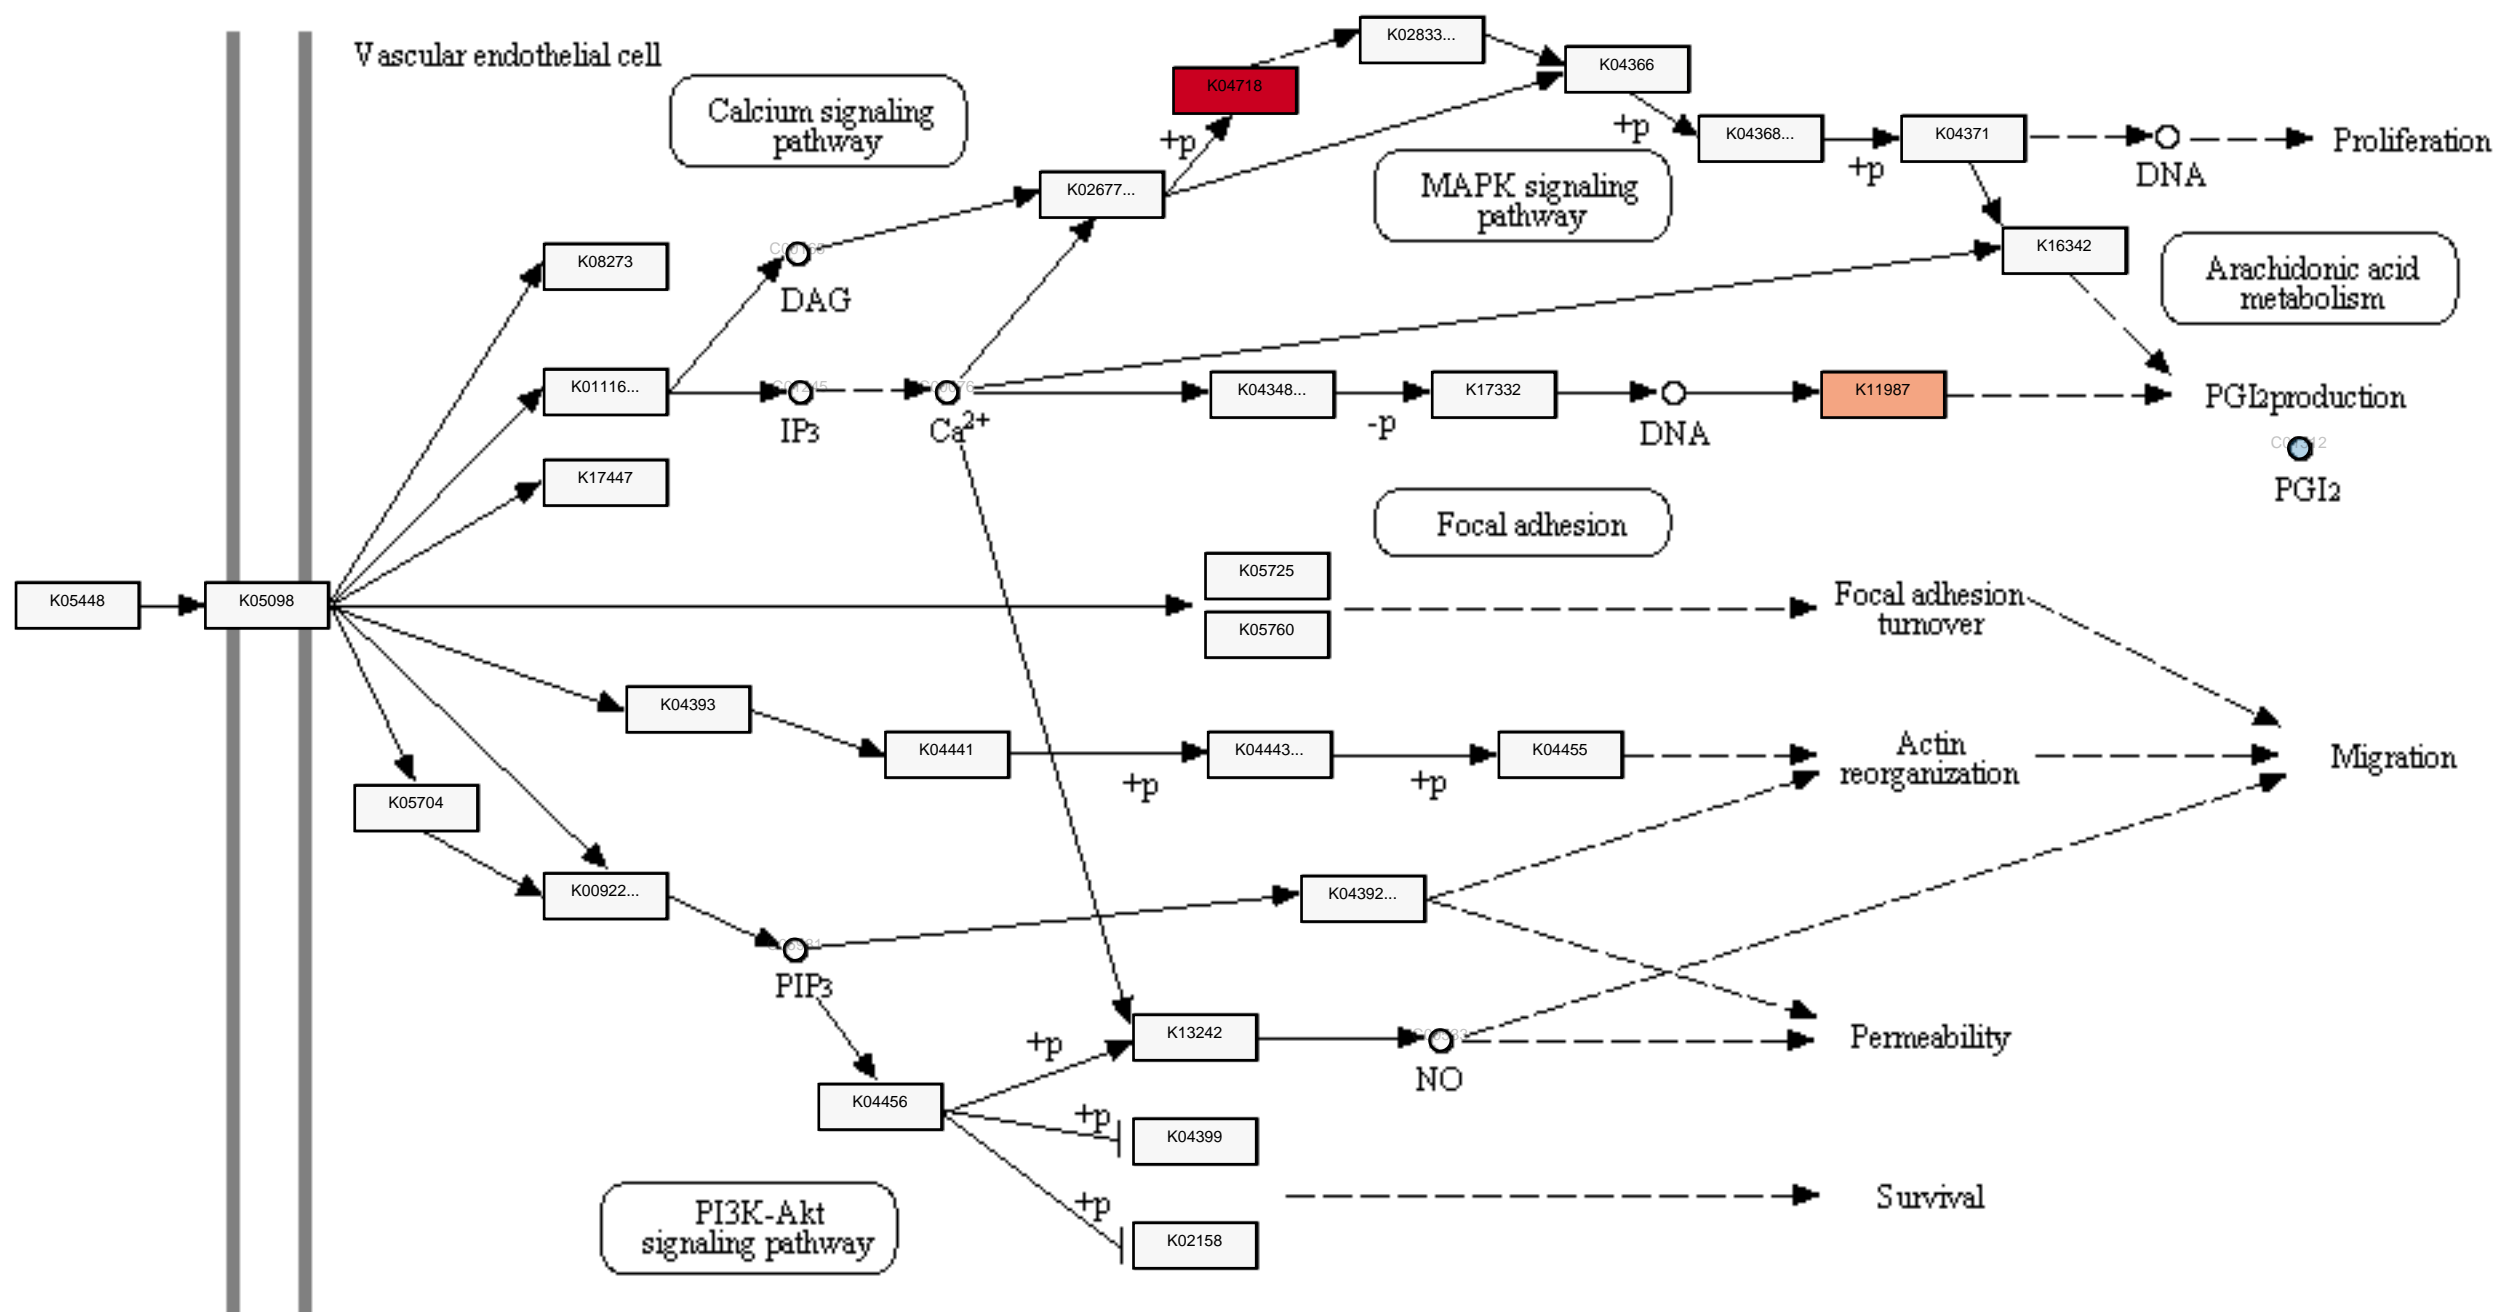 Vascular endothelial cell
K02833...
K04366
K04718
Calcium signaling
pathway
+p
+p
K04368...
+p
K04371
DNA
Proliferation
K02677...
MAPK signaling
pathway
K08273
DAG
K16342
Arachidonic acid
metabolism
K01116...
IP3
Ca2+
K04348...
-p
K17332
DNA
K11987
PGI2production
PGI2
K17447
Focal adhesion
K05448
K05098
K05725
K05760
Focal adhesion
turnover
K04393
K04441
+p
K04443...
+p
K04455
Actin
reorganization
Migration
K05704
K00922...
K04392...
PIP3
K13242
+p
NO
Permeability
K04456
+p
K04399
+p
K02158
Survival
PI3K-Akt
signaling pathway